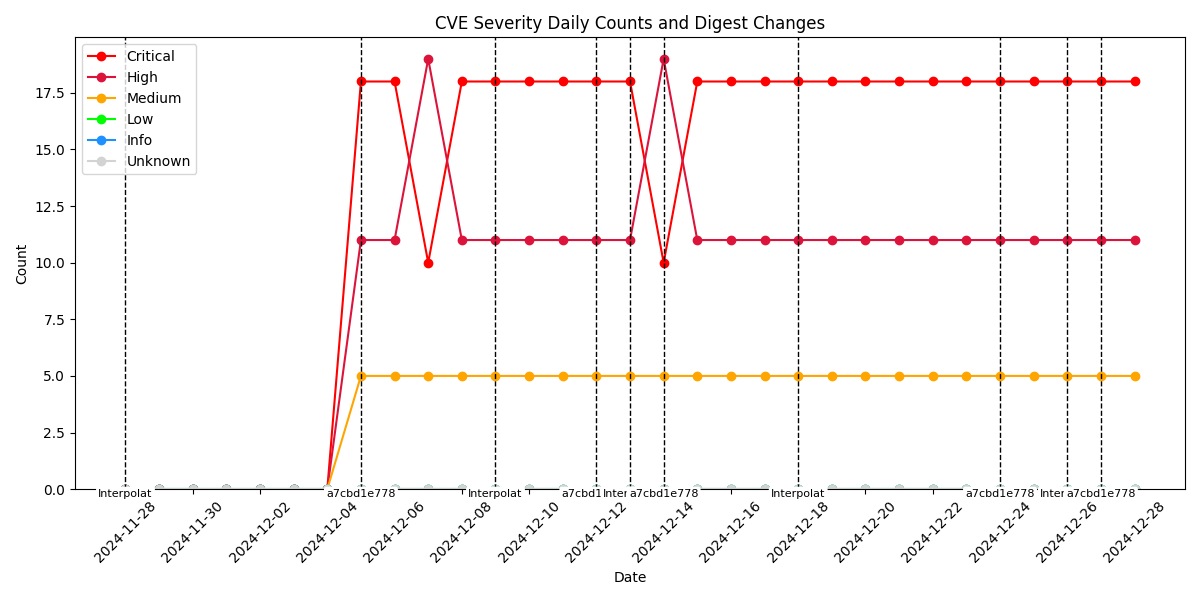 CVE Severity Daily Counts and Digest Changes
Critical
High
Medium
Low
Info
Unknown
Count
17.5
15.0
12.5
10.0
7.5
5.0
2.5
0.0
Interpolat
a7cbd1e778
Interpolat
a7cbd1
Inter
a7cbd1e778
Interpolat
a7cbd1e778
Inter
a7cbd1e778
2024-11-28
2024-11-30
2024-12-02
2024-12-04
2024-12-06
2024-12-08
2024-12-10
2024-12-12
2024-12-14
2024-12-16
2024-12-18
2024-12-20
2024-12-22
2024-12-24
2024-12-26
2024-12-28
Date